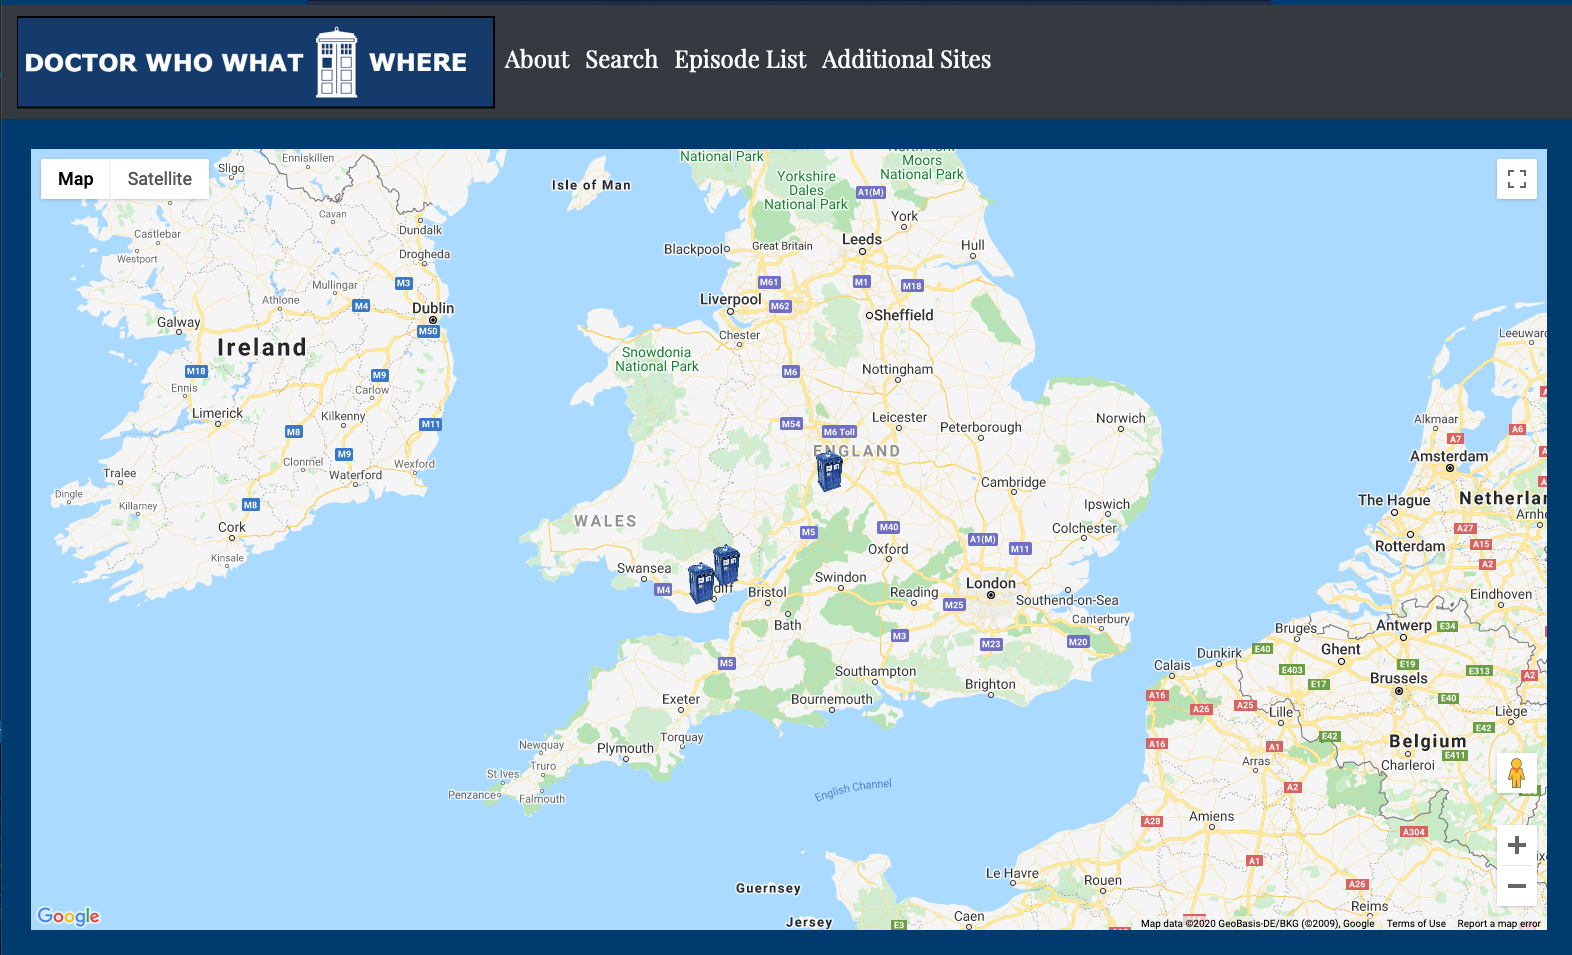 DOCTOR WHO WHAT WHERE
About Search Episode List Additional Sites
Map Satellite
Sligo
Enniskillen
Isle of Man
National Park
Moors
National Park
Yorkshire
Dales
National Park
A1(M)
Cavan
Dundalk
York
Castlebar
Westport
Drogheda
Blackpool
Great Britain
Leeds
Hull
Mullingar
M3
M61
M1
M18
Athlone
M4
Dublin
Liverpool
M62
Galway
M50
Sheffield
Leeuward
Ireland
Chester
Snowdonia
National Park
M18
M9
M6
Nottingham
Ennis
Carlow
Limerick
Kilkenny
M11
M54
M6 Toll
Leicester
Peterborough
Norwich
Alkmaar
M8
A7
A6
ENGLAND
M9
Clonmel
Wexford
Amsterdam
Tralee
Waterford
Cambridge
Dingle
Killarney
M8
Ipswich
The Hague
Netherlar
WALES
Cork
M5
M40
Colchester
A27
Arnhe
Kinsale
Oxford
A1(M)
M11
Rotterdam
A15
A2
Swansea
Swindon
London
M4
diff
Bristol
Reading
M25
Southend-on-Sea
Eindhoven
Bath
Canterbury
Bruges
Antwerp
E34
M3
M23
M20
Dunkirk
E40
Ghent
M5
Southampton
Calais
E403
E19
E313
A2
Brighton
E17
Brussels
Exeter
Bournemouth
A16
A26
A25
Lille
E40
Liège
Torquay
E42
E42
Newquay
Plymouth
A16
A1
Belgium
E411
Truro
Arras
Charleroi
St Ives
Penzance
Falmouth
English Channel
A2
A28
Amiens
A304
A1
Le Havre
Rouen
Guernsey
A26
Reims
Jersey
Caen
E3
Google
Map data ©2020 GeoBasis-DE/BKG (©2009), Google Terms of Use Report a map error